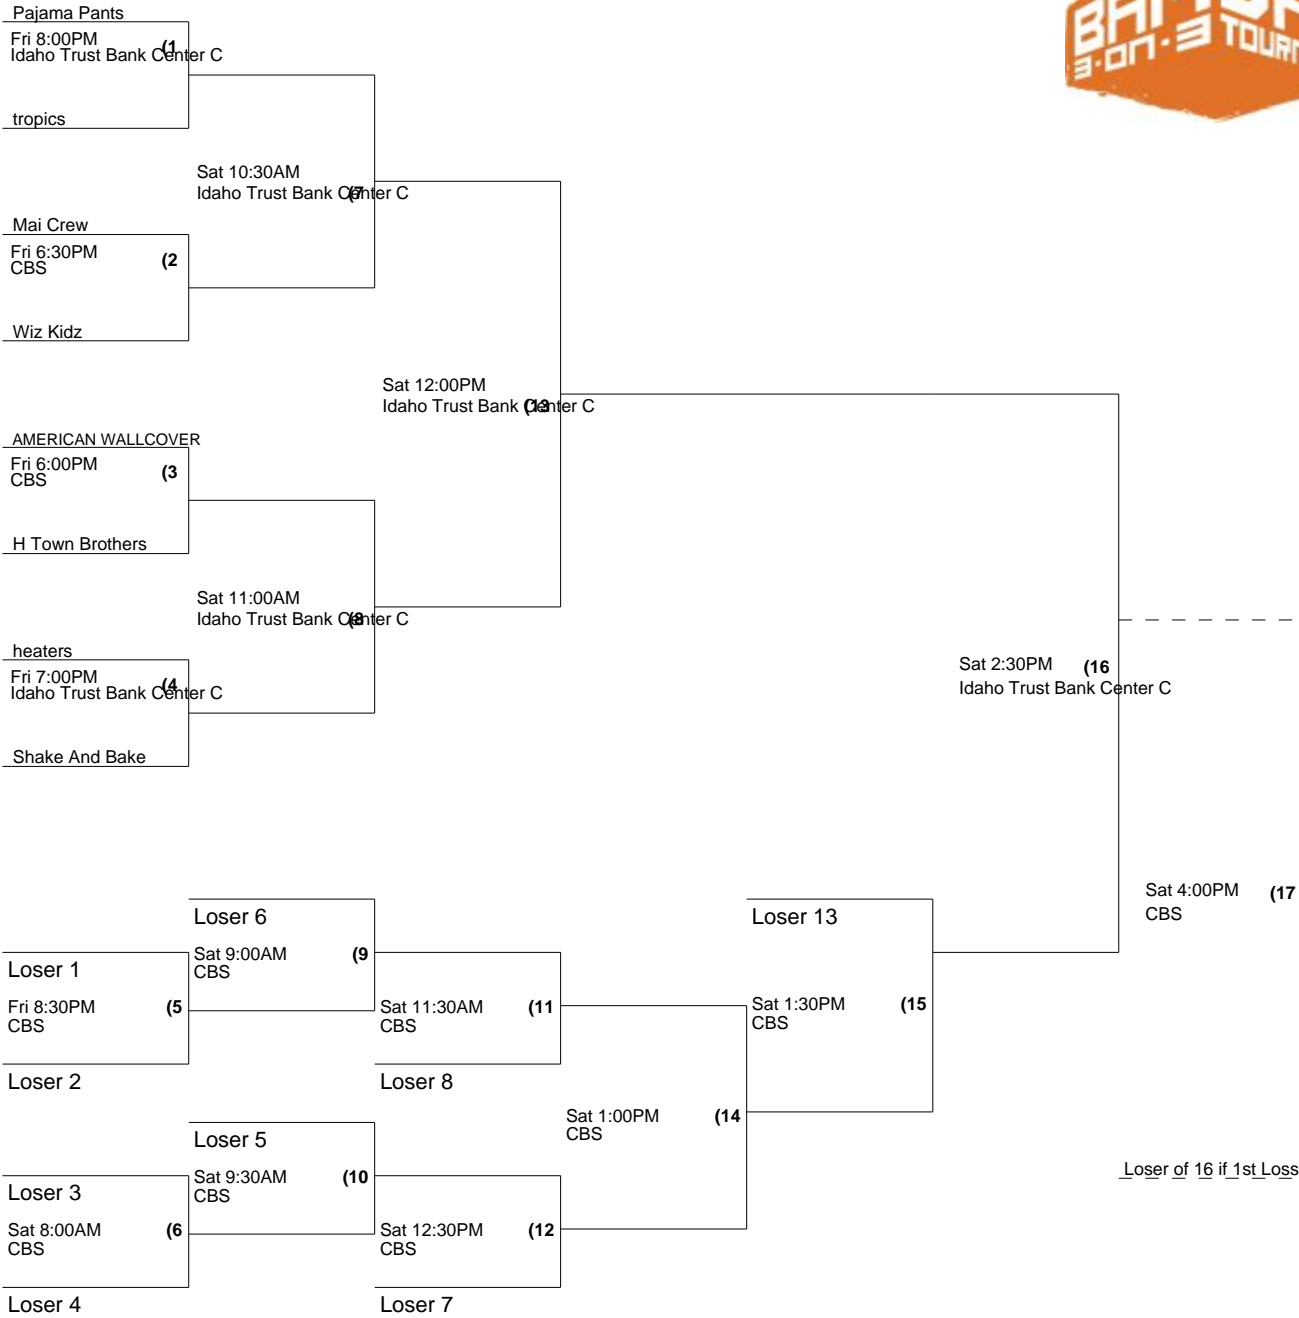 Pajama Pants
Fri 8:00PM (1
Idaho Trust Bank Center C
tropics
Sat 10:30AM
Idaho Trust Bank Center C (7
Mai Crew
Fri 6:30PM (2
CBS
Wiz Kidz
Sat 12:00PM
Idaho Trust Bank Center C (13
AMERICAN WALLCOVER
Fri 6:00PM (3
CBS
H Town Brothers
Sat 11:00AM
Idaho Trust Bank Center C (8
heaters
Fri 7:00PM (4
Idaho Trust Bank Center C
Shake And Bake
Sat 2:30PM (16
Idaho Trust Bank Center C
Sat 4:00PM (17
CBS
Loser 6
Sat 9:00AM (9
CBS
Loser 13
Loser 1
Fri 8:30PM (5
CBS
Loser 2
Sat 11:30AM (11
CBS
Loser 8
Sat 1:30PM (15
CBS
Sat 1:00PM (14
CBS
Loser 5
Sat 9:30AM (10
CBS
Loser of 16 if 1st Loss
Loser 3
Sat 8:00AM (6
CBS
Loser 4
Sat 12:30PM (12
CBS
Loser 7
3-ON-3